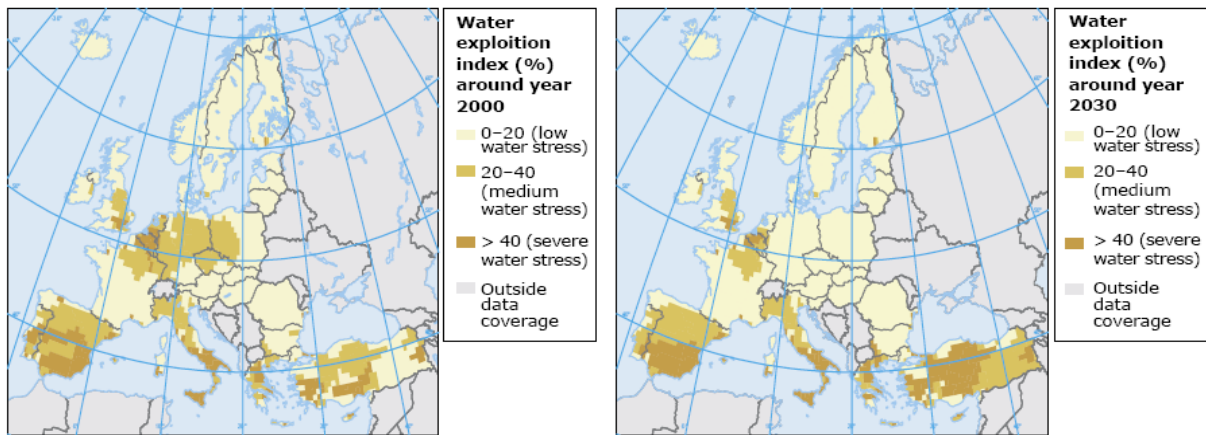 Water
exploition
index (%)
around year
2000
0–20 (low
water stress)
20–40
(medium
water stress)
> 40 (severe
water stress)
Outside
data
coverage
Water
exploition
index (%)
around year
2030
0–20 (low
water stress)
20–40
(medium
water stress)
> 40 (severe
water stress)
Outside
data
coverage